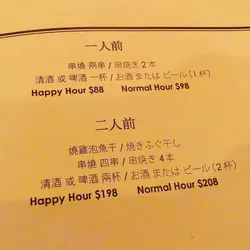 一人前
串燒 兩串 / 串焼き 2 本
清酒 或 啤酒 一杯 / お酒 または ビール (1 杯)
Happy Hour $88 Normal Hour $98
二人前
燒雞泡魚干 / 焼きふぐ干し
串燒 四串 / 串焼き 4 本
清酒 或 啤酒 兩杯 / お酒 または ビール (2 杯)
Happy Hour $198 Normal Hour $208